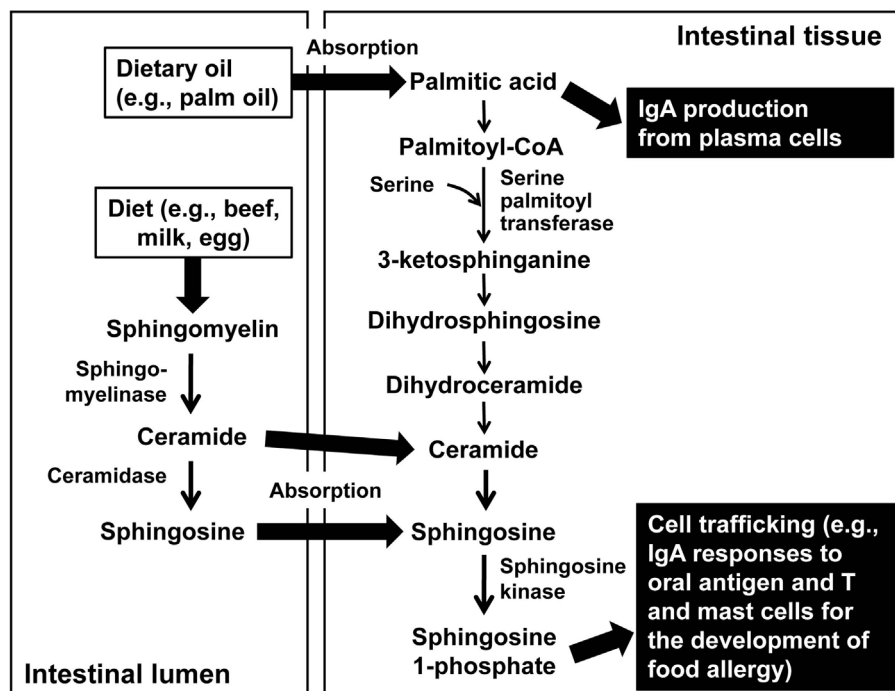 Absorption
Intestinal tissue
Dietary oil
(e.g., palm oil)
Palmitic acid
IgA production
from plasma cells
Palmitoyl-CoA
Serine
Serine
palmitoyl
transferase
Diet (e.g., beef,
milk, egg)
3-ketosphinganine
Sphingomyelin
Dihydrosphingosine
Sphingo-
myelinase
Dihydroceramide
Ceramide
Ceramide
Ceramidase
Absorption
Sphingosine
Sphingosine
Cell trafficking (e.g.,
IgA responses to
oral antigen and T
and mast cells for
the development of
food allergy)
Sphingosine
kinase
Sphingosine
1-phosphate
Intestinal lumen